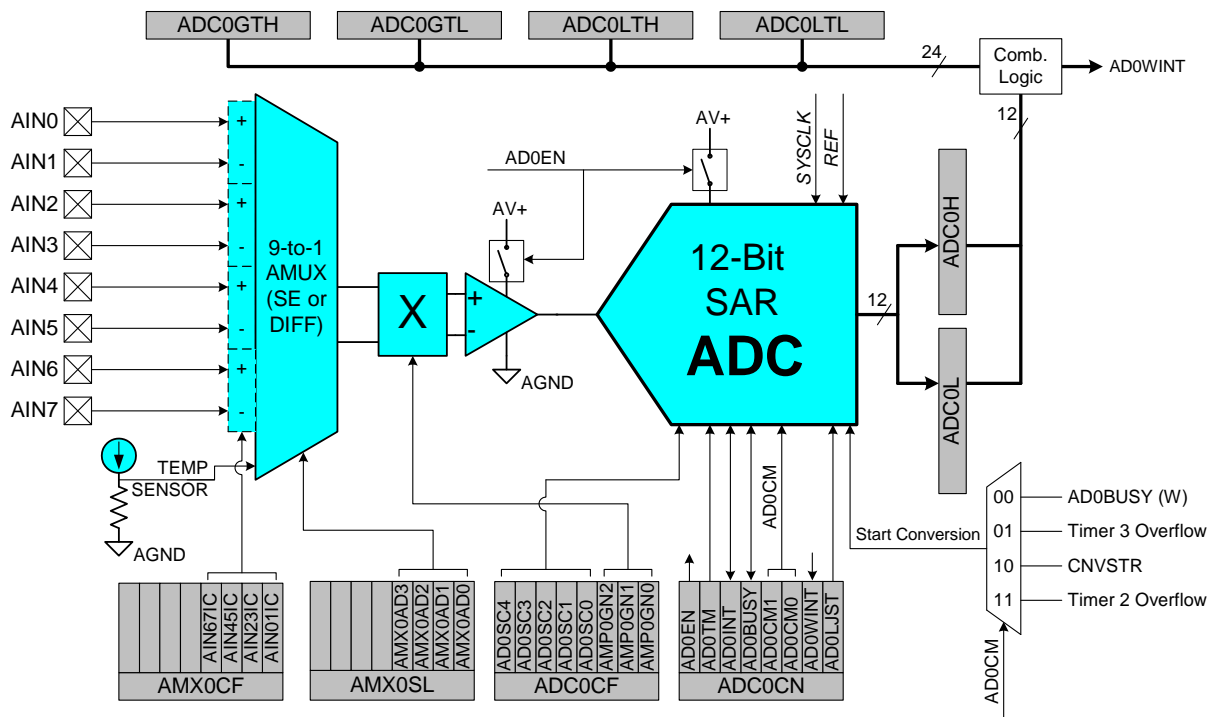 ADC0GTH
ADC0GTL
ADC0LTH
ADC0LTL
24
Comb.
Logic
AD0WINT
12
AIN0
AIN1
AIN2
AIN3
AIN4
AIN5
AIN6
AIN7
+
-
+
-
+
-
+
-
9-to-1
AMUX
(SE or
DIFF)
X
+
-
AV+
AD0EN
AV+
AGND
SYSCLK
REF
12-Bit
SAR
ADC
12
ADC0H
ADC0L
TEMP
SENSOR
AGND
AD0CM
Start Conversion
00
01
10
11
AD0BUSY (W)
Timer 3 Overflow
CNVSTR
Timer 2 Overflow
AD0CM
AIN67IC
AIN45IC
AIN23IC
AIN01IC
AMX0CF
AMX0AD3
AMX0AD2
AMX0AD1
AMX0AD0
AMX0SL
AD0SC4
AD0SC3
AD0SC2
AD0SC1
AD0SC0
AMP0GN2
AMP0GN1
AMP0GN0
ADC0CF
AD0EN
AD0TM
AD0INT
AD0BUSY
AD0CM1
AD0CM0
AD0WINT
AD0LJST
ADC0CN